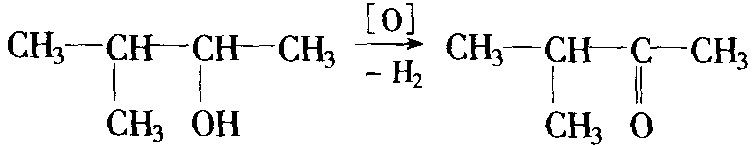 [O]
CH₃—CH—CH—CH₃ → CH₃—CH—C—CH₃
– H₂
CH₃ OH CH₃ O